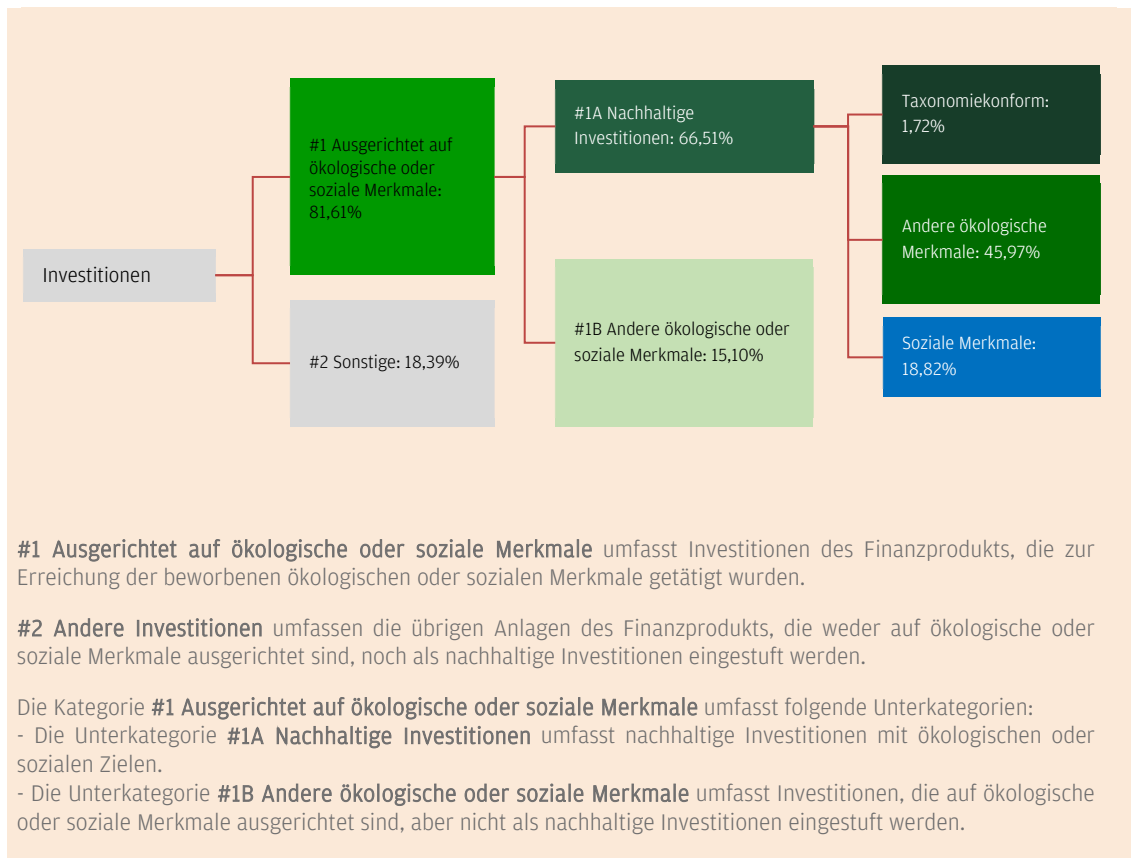 Investitionen
#1 Ausgerichtet auf
ökologische oder
soziale Merkmale:
81,61%
#2 Sonstige: 18,39%
#1A Nachhaltige
Investitionen: 66,51%
#1B Andere ökologische oder
soziale Merkmale: 15,10%
Taxonomiekonform:
1,72%
Andere ökologische
Merkmale: 45,97%
Soziale Merkmale:
18,82%
#1 Ausgerichtet auf ökologische oder soziale Merkmale umfasst Investitionen des Finanzprodukts, die zur
Erreichung der beworbenen ökologischen oder sozialen Merkmale getätigt wurden.
#2 Andere Investitionen umfassen die übrigen Anlagen des Finanzprodukts, die weder auf ökologische oder
soziale Merkmale ausgerichtet sind, noch als nachhaltige Investitionen eingestuft werden.
Die Kategorie #1 Ausgerichtet auf ökologische oder soziale Merkmale umfasst folgende Unterkategorien:
- Die Unterkategorie #1A Nachhaltige Investitionen umfasst nachhaltige Investitionen mit ökologischen oder
sozialen Zielen.
- Die Unterkategorie #1B Andere ökologische oder soziale Merkmale umfasst Investitionen, die auf ökologische
oder soziale Merkmale ausgerichtet sind, aber nicht als nachhaltige Investitionen eingestuft werden.